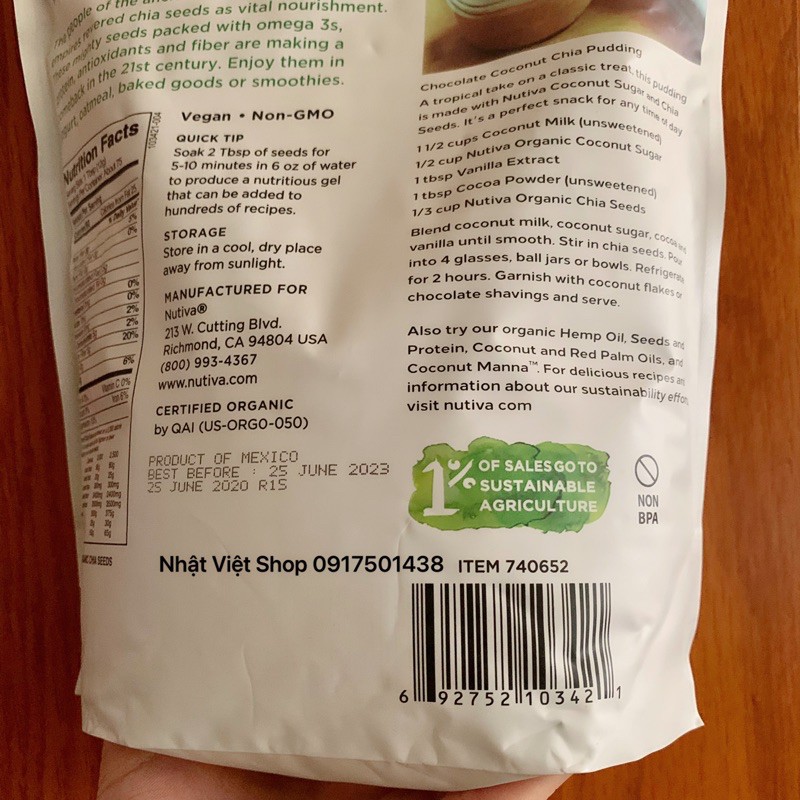 people of the
revered chia seeds as vital nourishment.
seeds packed with omega 3s,
antioxidants and fiber are making a
in the 21st century. Enjoy them in
oatmeal, baked goods or smoothies.
Vegan • Non-GMO
QUICK TIP
Soak 2 Tbsp of seeds for
5-10 minutes in 6 oz of water
to produce a nutritious gel
that can be added to
hundreds of recipes.
STORAGE
Store in a cool, dry place
away from sunlight.
MANUFACTURED FOR
Nutiva®
213 W. Cutting Blvd.
Richmond, CA 94804 USA
(800) 993-4367
www.nutiva.com
CERTIFIED ORGANIC
by QAI (US-ORG0-050)
PRODUCT OF MEXICO
BEST BEFORE : 25 JUNE 2023
25 JUNE 2020 R1S
Nutrition Facts
0%
0%
2%
2%
20%
6%
Vitamin C 0%
CHIA SEEDS
Chocolate Coconut Chia Pudding
A tropical take on a classic treat, this pudding
is made with Nutiva Coconut Sugar and Chia
Seeds. It's a perfect snack for any time of day
1 1/2 cups Coconut Milk (unsweetened)
1/2 cup Nutiva Organic Coconut Sugar
1 tbsp Vanilla Extract
1 tbsp Cocoa Powder (unsweetened)
1/3 cup Nutiva Organic Chia Seeds
Blend coconut milk, coconut sugar, cocoa and
vanilla until smooth. Stir in chia seeds. Pour
into 4 glasses, ball jars or bowls. Refrigerate
for 2 hours. Garnish with coconut flakes or
chocolate shavings and serve.
Also try our organic Hemp Oil, Seeds and
Protein, Coconut and Red Palm Oils, and
Coconut Manna™. For delicious recipes an
information about our sustainability effor
visit nutiva com
1% OF SALES GO TO
SUSTAINABLE
AGRICULTURE
NON
BPA
Nhật Việt Shop 0917501438 ITEM 740652
6 92752 10342 1